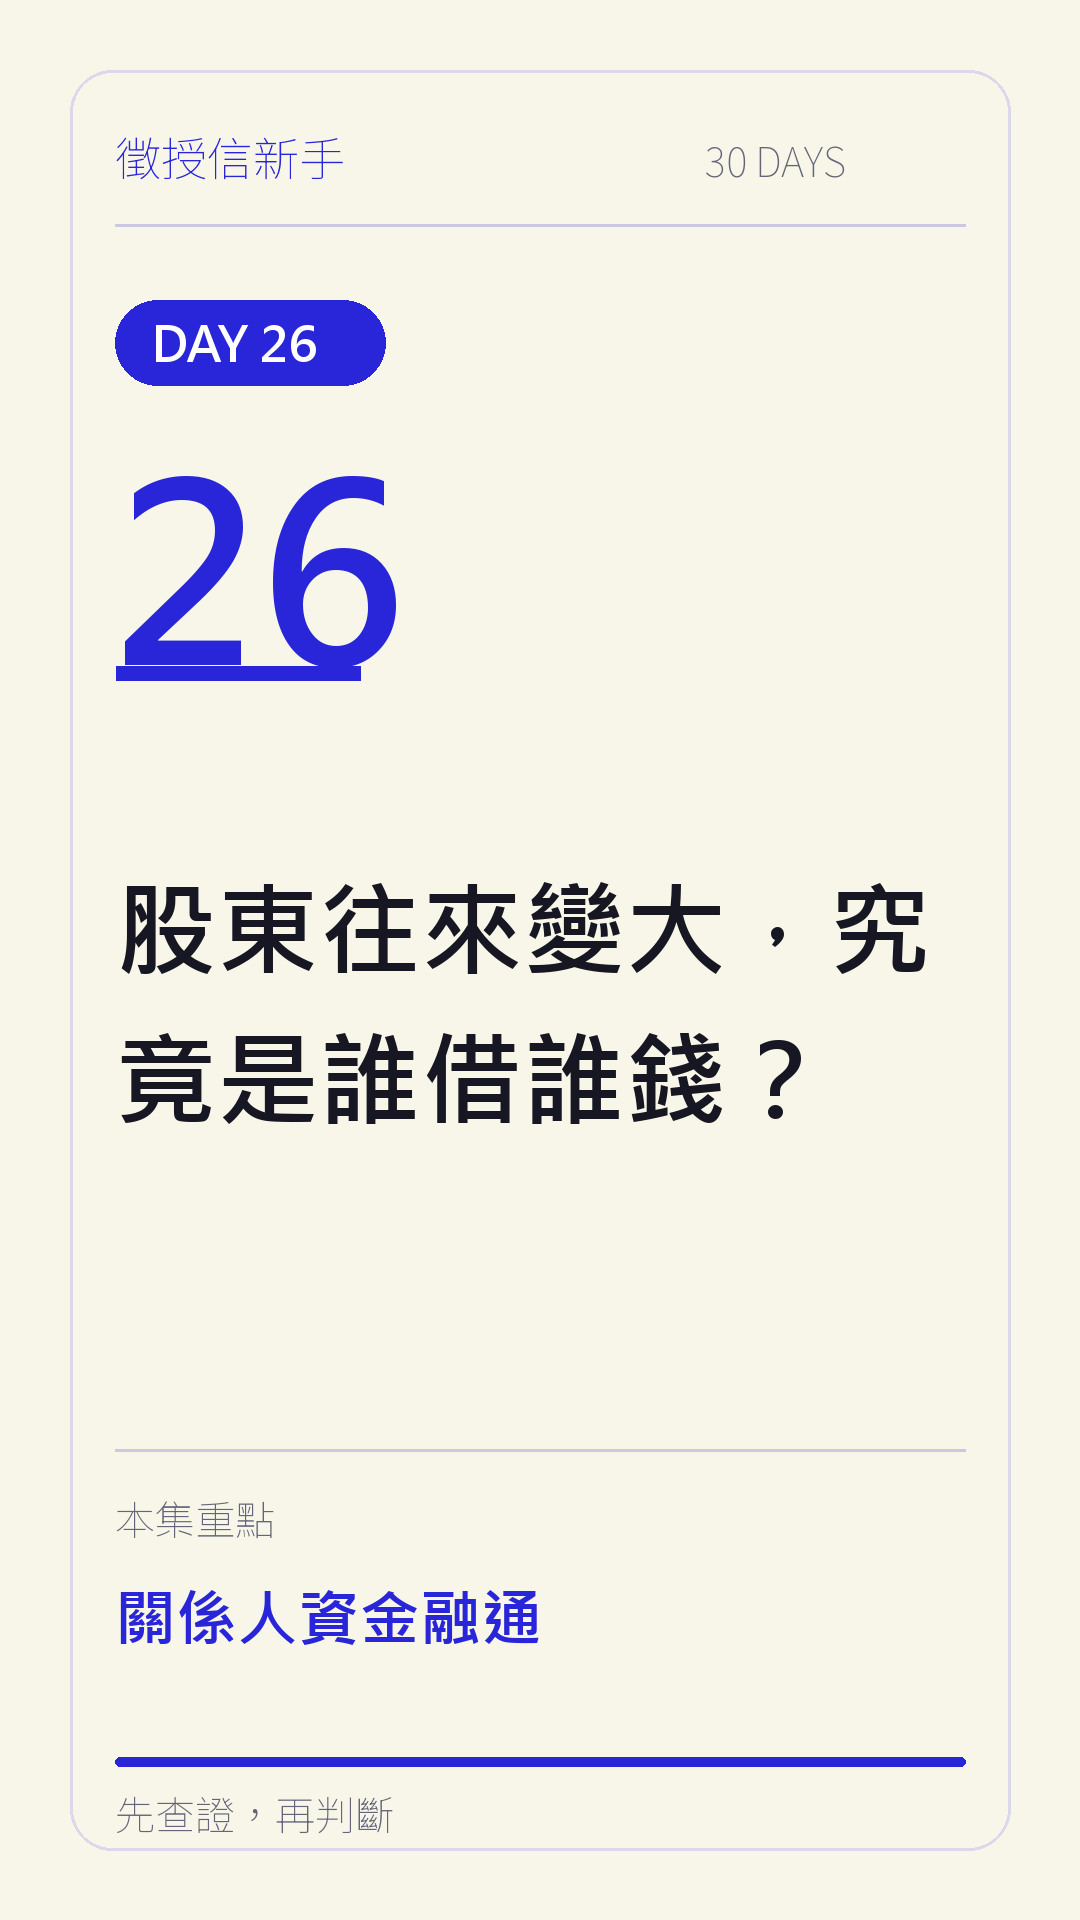 徵授信新手
30 DAYS
DAY 26
26
股東往來變大，究
竟是誰借誰錢？
本集重點
關係人資金融通
先查證，再判斷